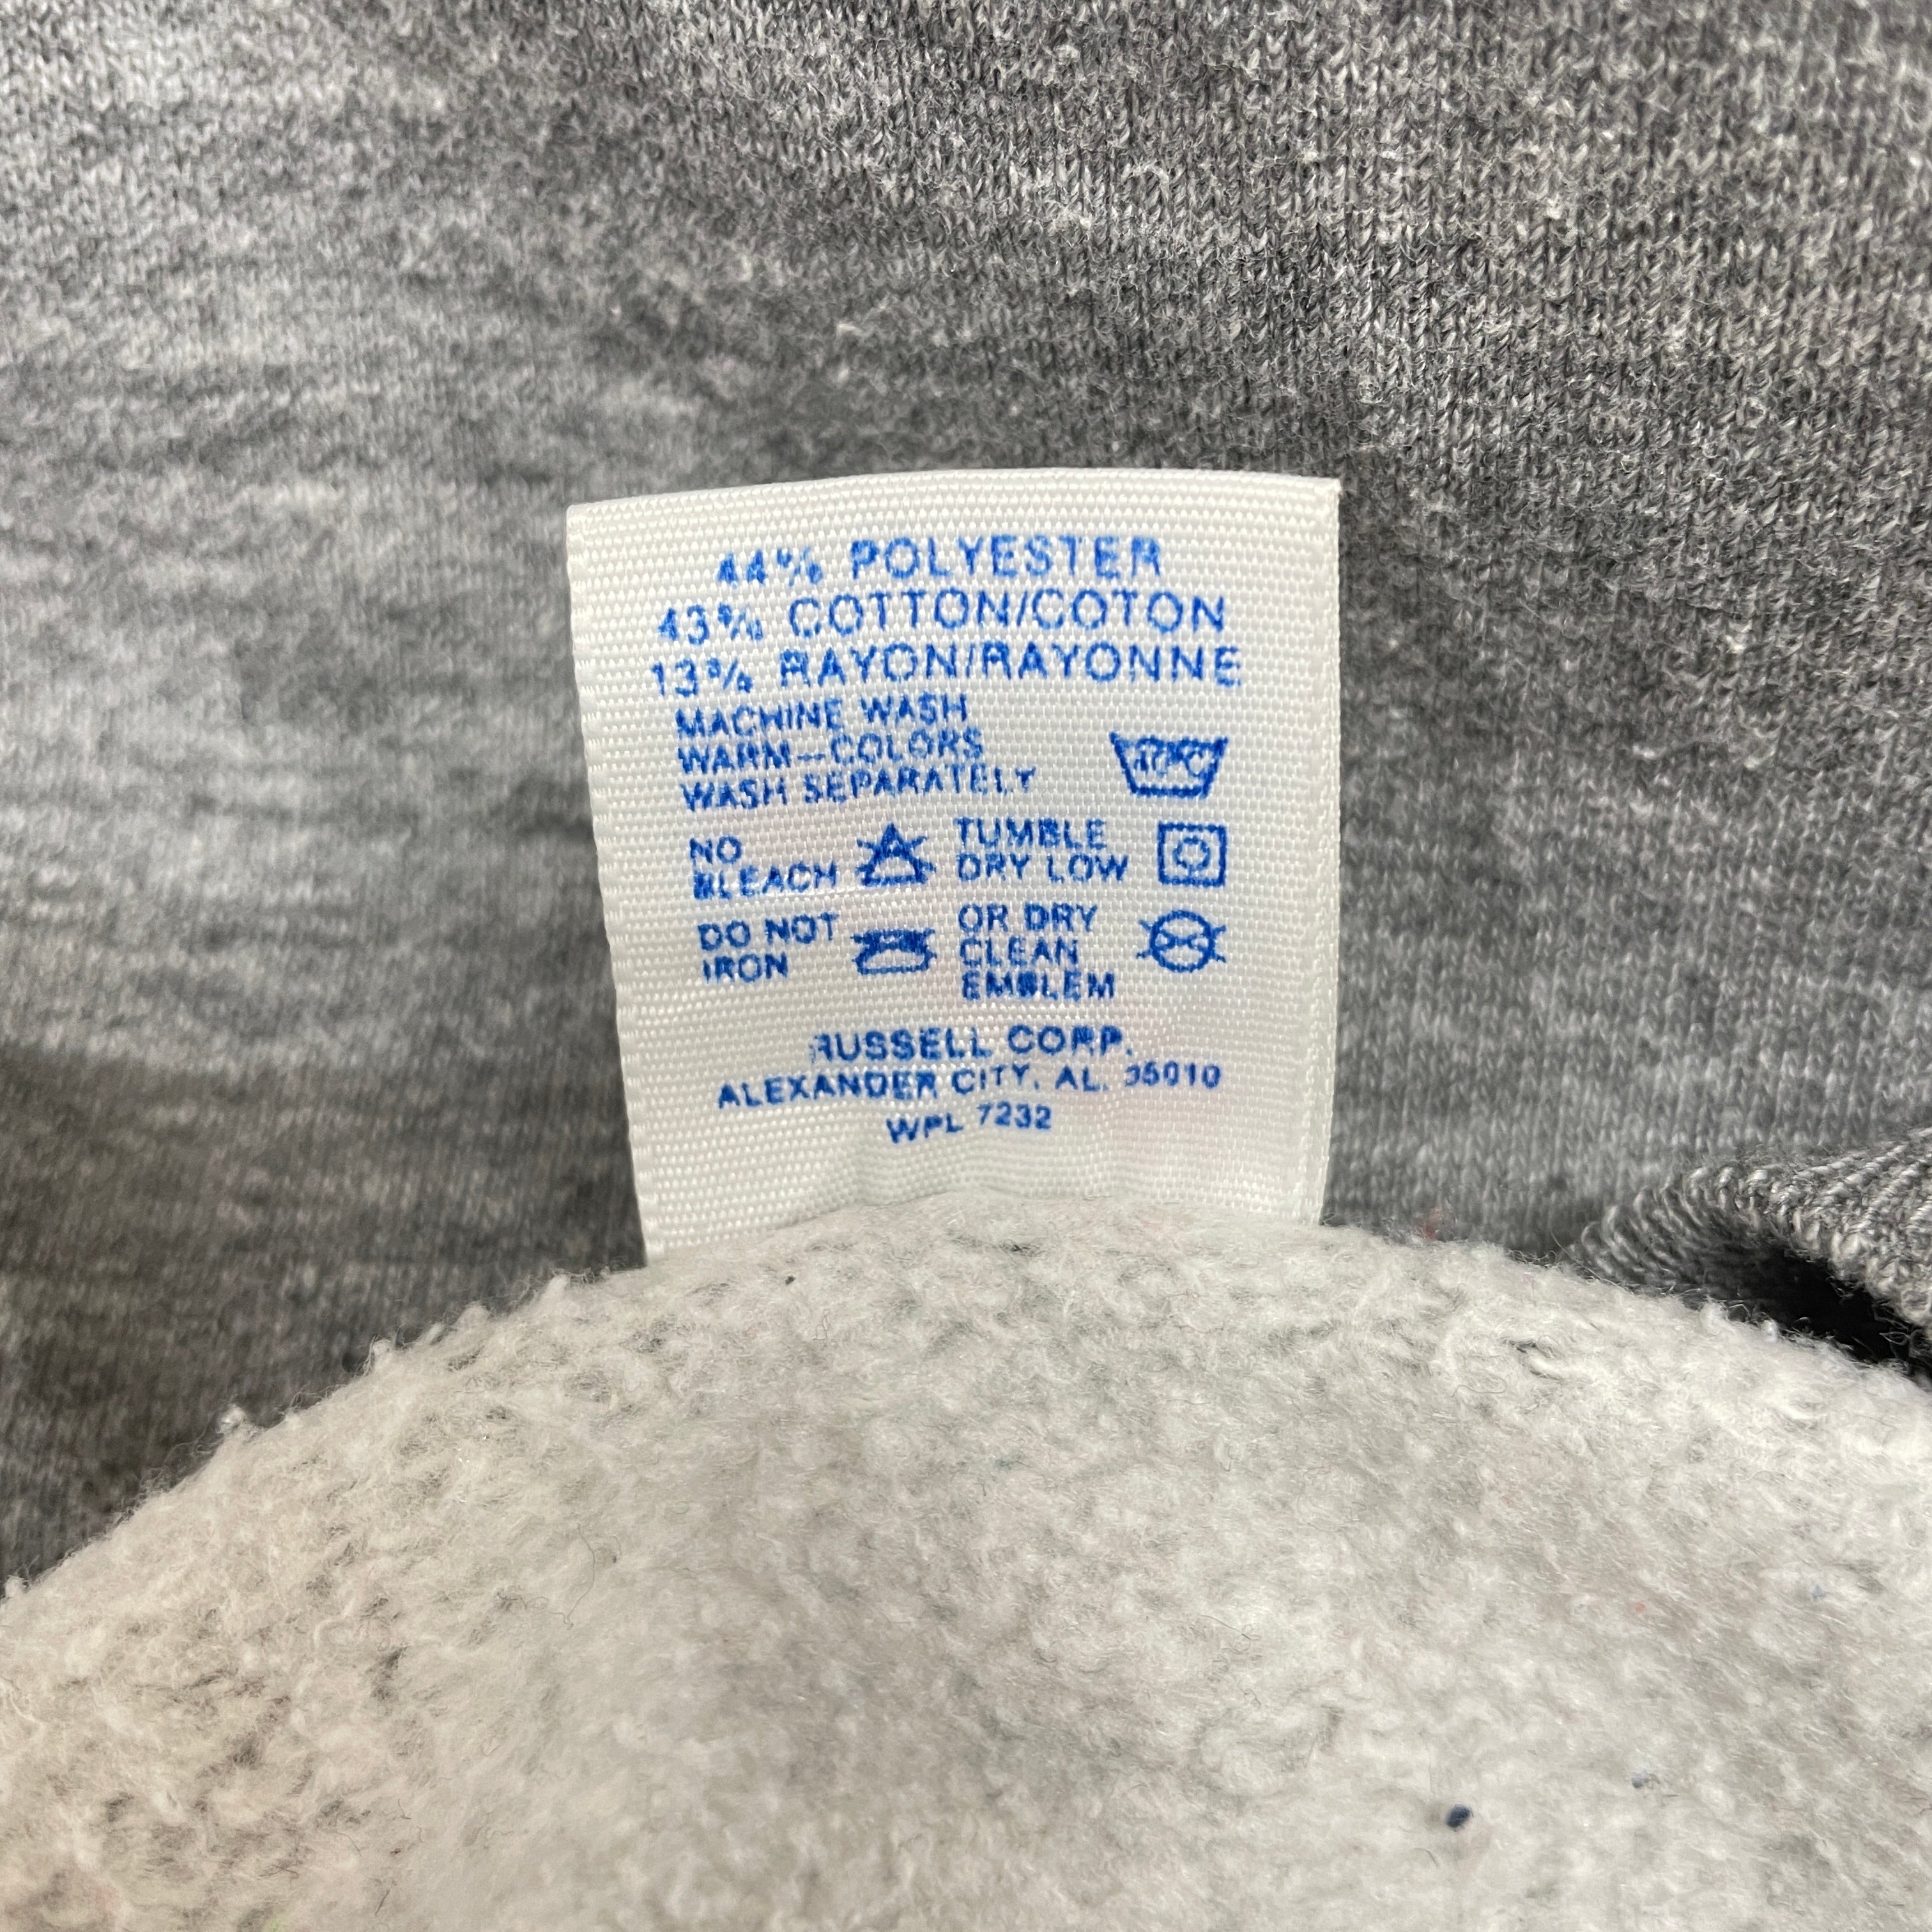 44% POLYESTER
43% COTTON/COTON
13% RAYON/RAYONNE
MACHINE WASH
WARM—COLORS
WASH SEPARATELY
NO
BLEACH
TUMBLE
DRY LOW
DO NOT
IRON
OR DRY
CLEAN
EMBLEM
RUSSELL CORP.
ALEXANDER CITY, AL. 35010
WPL 7232